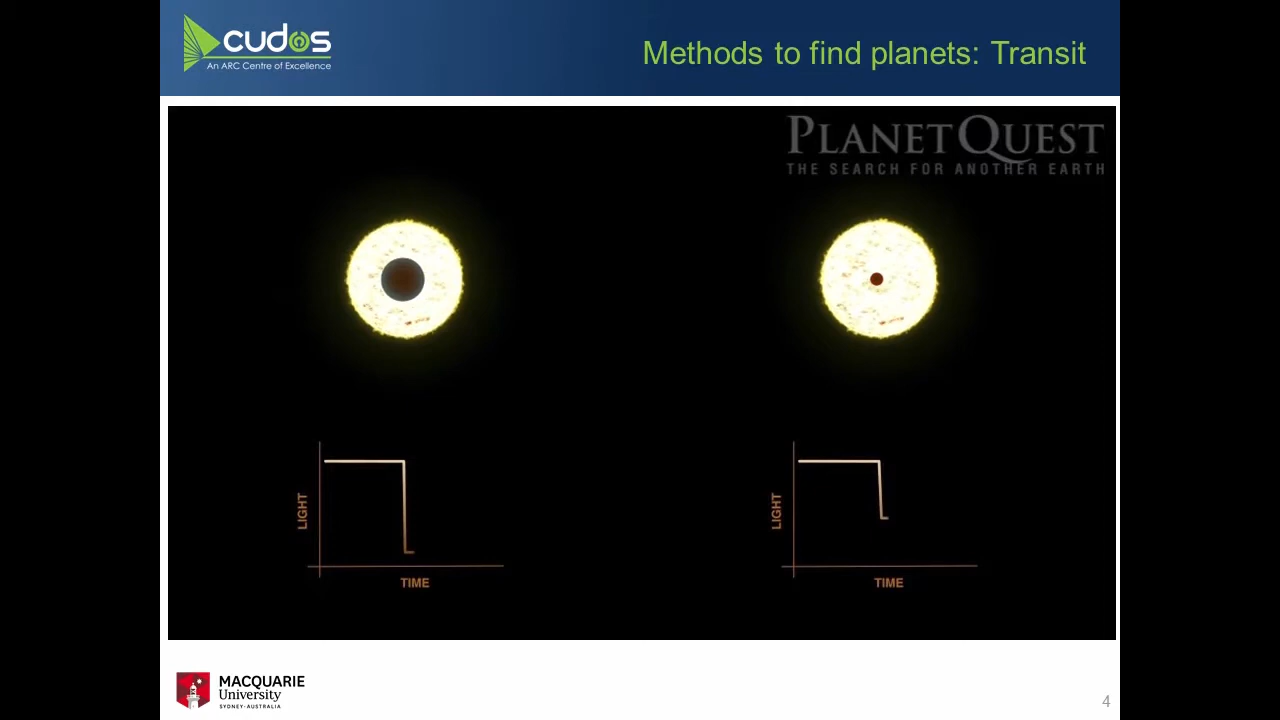 cudos
An ARC Centre of Excellence
Methods to find planets: Transit
PLANETQUEST
THE SEARCH FOR ANOTHER EARTH
LIGHT
TIME
LIGHT
TIME
MACQUARIE
University
SYDNEY·AUSTRALIA
4